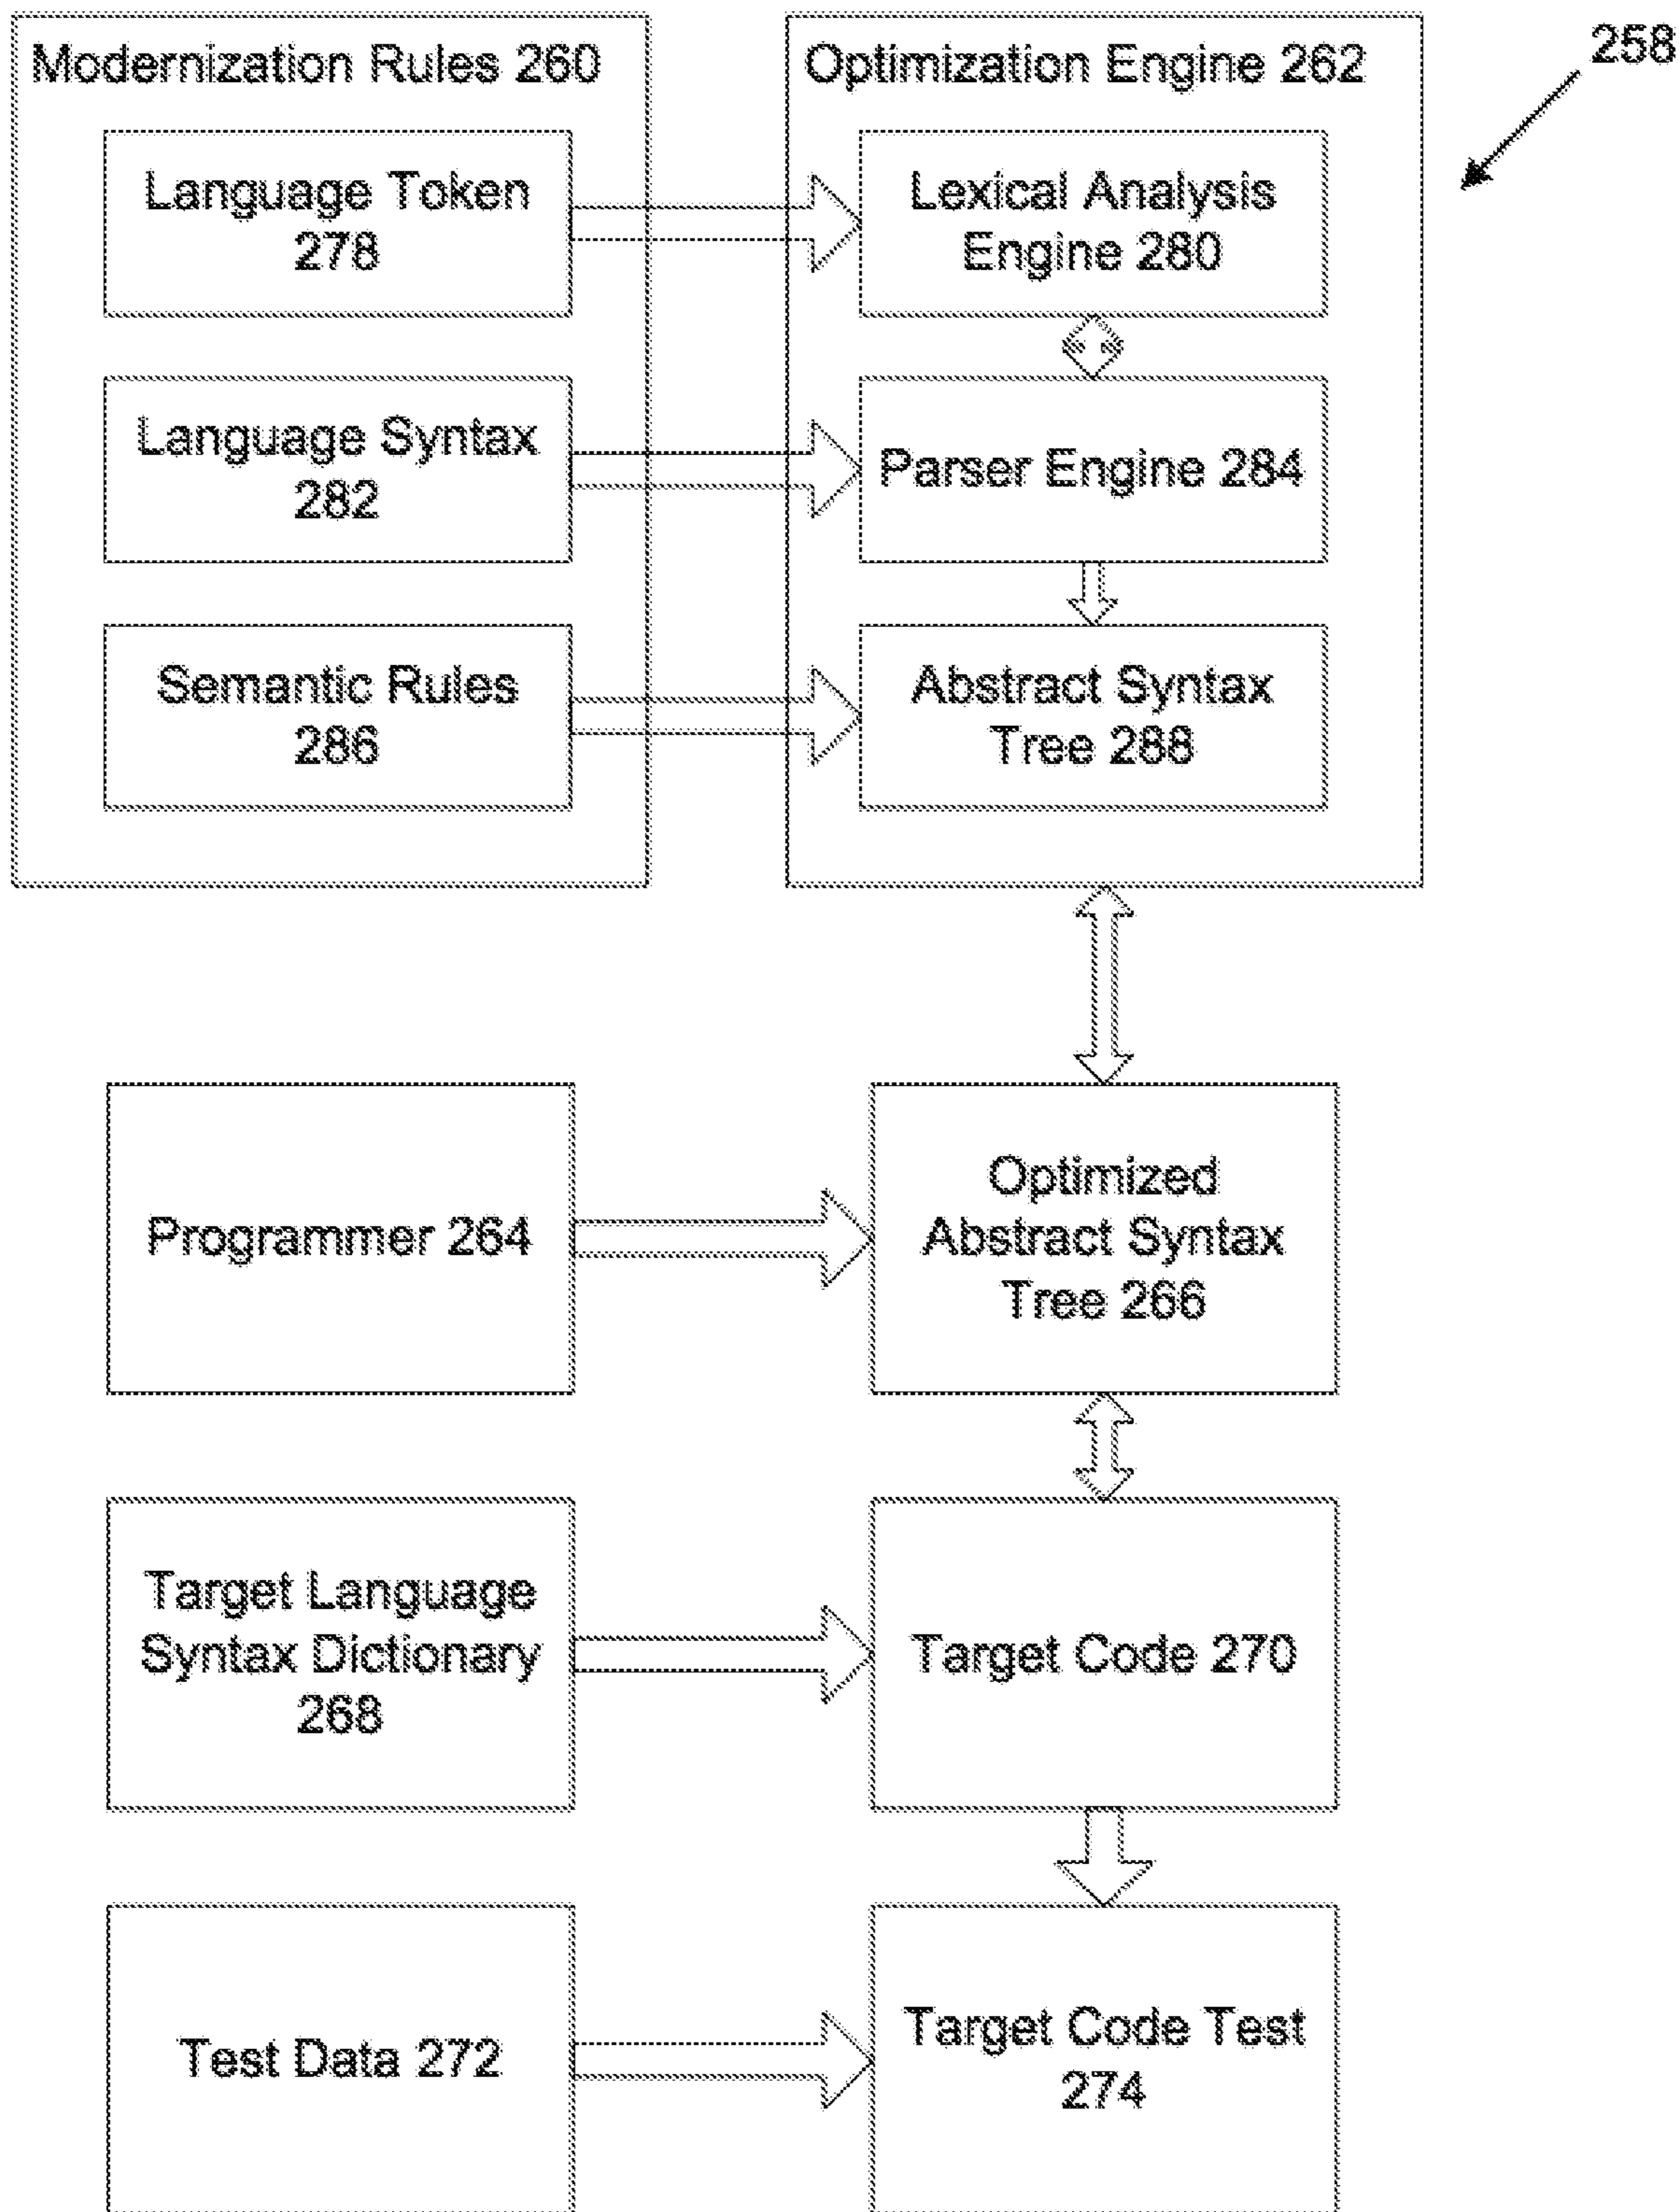 258
Modernization Rules 260
Optimization Engine 262
Language Token
278
Lexical Analysis
Engine 280
Language Syntax
282
Parser Engine 284
Semantic Rules
286
Abstract Syntax
Tree 288
Programmer 264
Optimized
Abstract Syntax
Tree 266
Target Language
Syntax Dictionary
268
Target Code 270
Test Data 272
Target Code Test
274